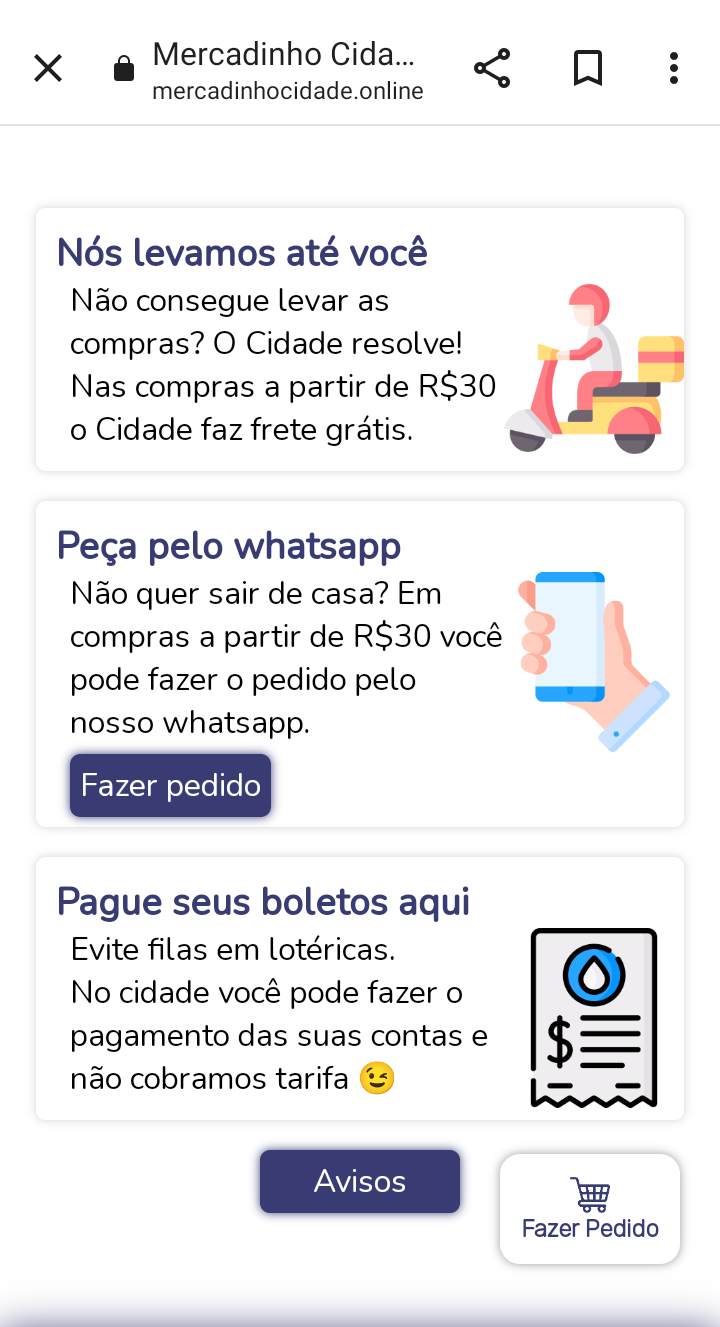 Mercadinho Cida...
mercadinhocidade.online
Nós levamos até você
Não consegue levar as
compras? O Cidade resolve!
Nas compras a partir de R$30
o Cidade faz frete grátis.
Peça pelo whatsapp
Não quer sair de casa? Em
compras a partir de R$30 você
pode fazer o pedido pelo
nosso whatsapp.
Fazer pedido
Pague seus boletos aqui
Evite filas em lotéricas.
No cidade você pode fazer o
pagamento das suas contas e
não cobramos tarifa 😉
$
Avisos
Fazer Pedido